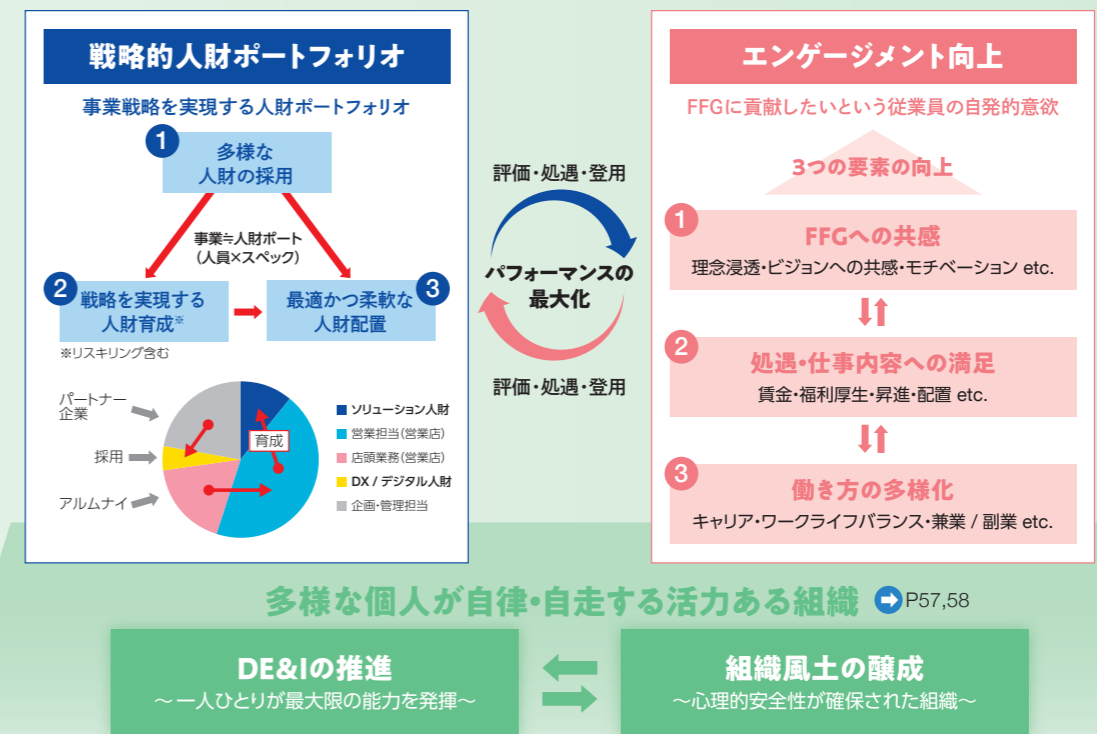 戦略的人財ポートフォリオ
事業戦略を実現する人財ポートフォリオ
1
多様な
人財の採用
事業≒人財ポート
(人員×スペック)
2
戦略を実現する
人財育成※
最適かつ柔軟な
人財配置
3
※リスキリング含む
パートナー
企業
採用
アルムナイ
育成
ソリューション人財
営業担当(営業店)
店頭業務(営業店)
DX / デジタル人財
企画・管理担当
評価・処遇・登用
パフォーマンスの
最大化
評価・処遇・登用
エンゲージメント向上
FFGに貢献したいという従業員の自発的意欲
3つの要素の向上
1
FFGへの共感
理念浸透・ビジョンへの共感・モチベーション etc.
2
処遇・仕事内容への満足
賃金・福利厚生・昇進・配置 etc.
3
働き方の多様化
キャリア・ワークライフバランス・兼業 / 副業 etc.
多様な個人が自律・自走する活力ある組織 P57,58
DE&Iの推進
～一人ひとりが最大限の能力を発揮～
組織風土の醸成
～心理的安全性が確保された組織～